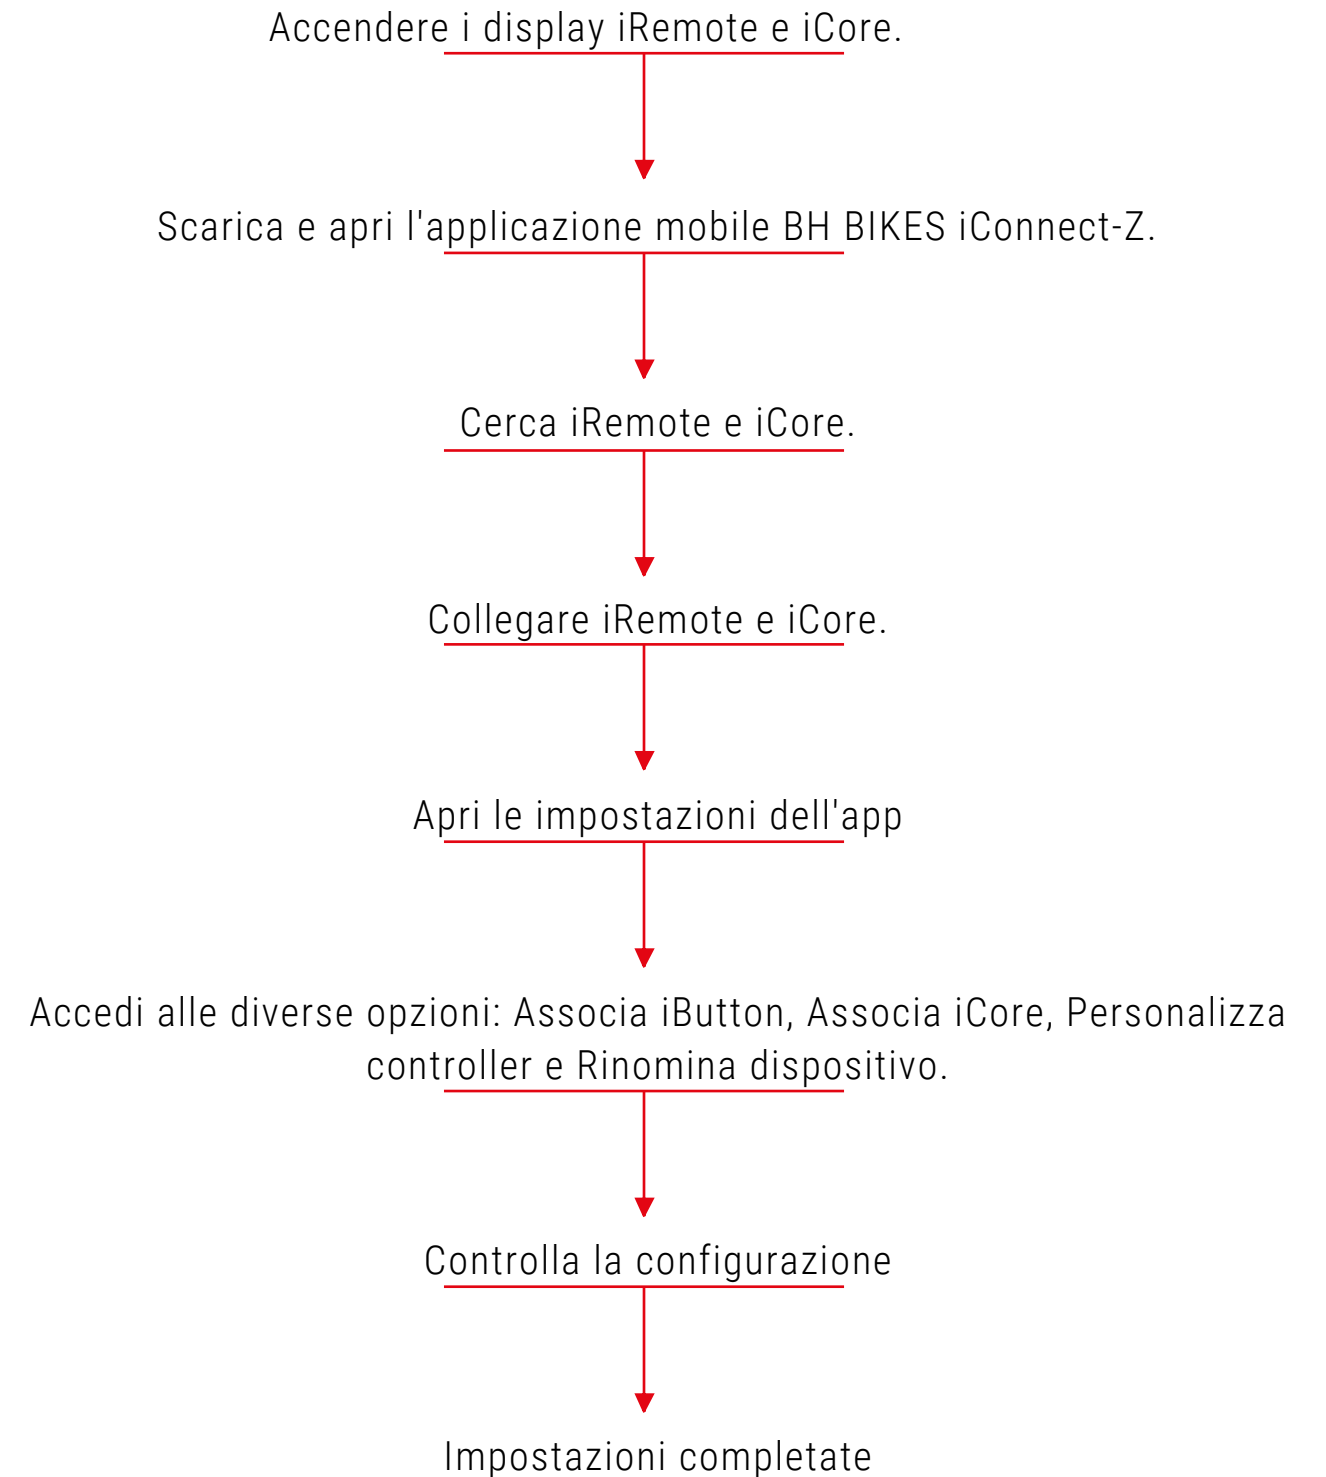 Accendere i display iRemote e iCore.
Scarica e apri l'applicazione mobile BH BIKES iConnect-Z.
Cerca iRemote e iCore.
Collegare iRemote e iCore.
Apri le impostazioni dell'app
Accedi alle diverse opzioni: Associa iButton, Associa iCore, Personalizza
controller e Rinomina dispositivo.
Controlla la configurazione
Impostazioni completate